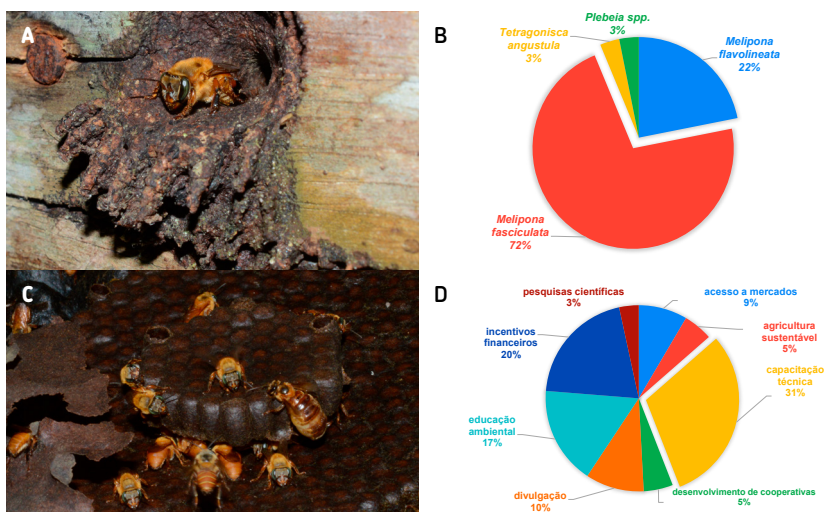 A
B
Plebeia spp.
3%
Tetragonisca
angustula
3%
Melipona
flavolineata
22%
Melipona
fasciculata
72%
C
D
pesquisas científicas
3%
acesso a mercados
9%
incentivos
financeiros
20%
agricultura
sustentável
5%
capacitação
técnica
31%
educação
ambiental
17%
divulgação
10%
desenvolvimento de cooperativas
5%